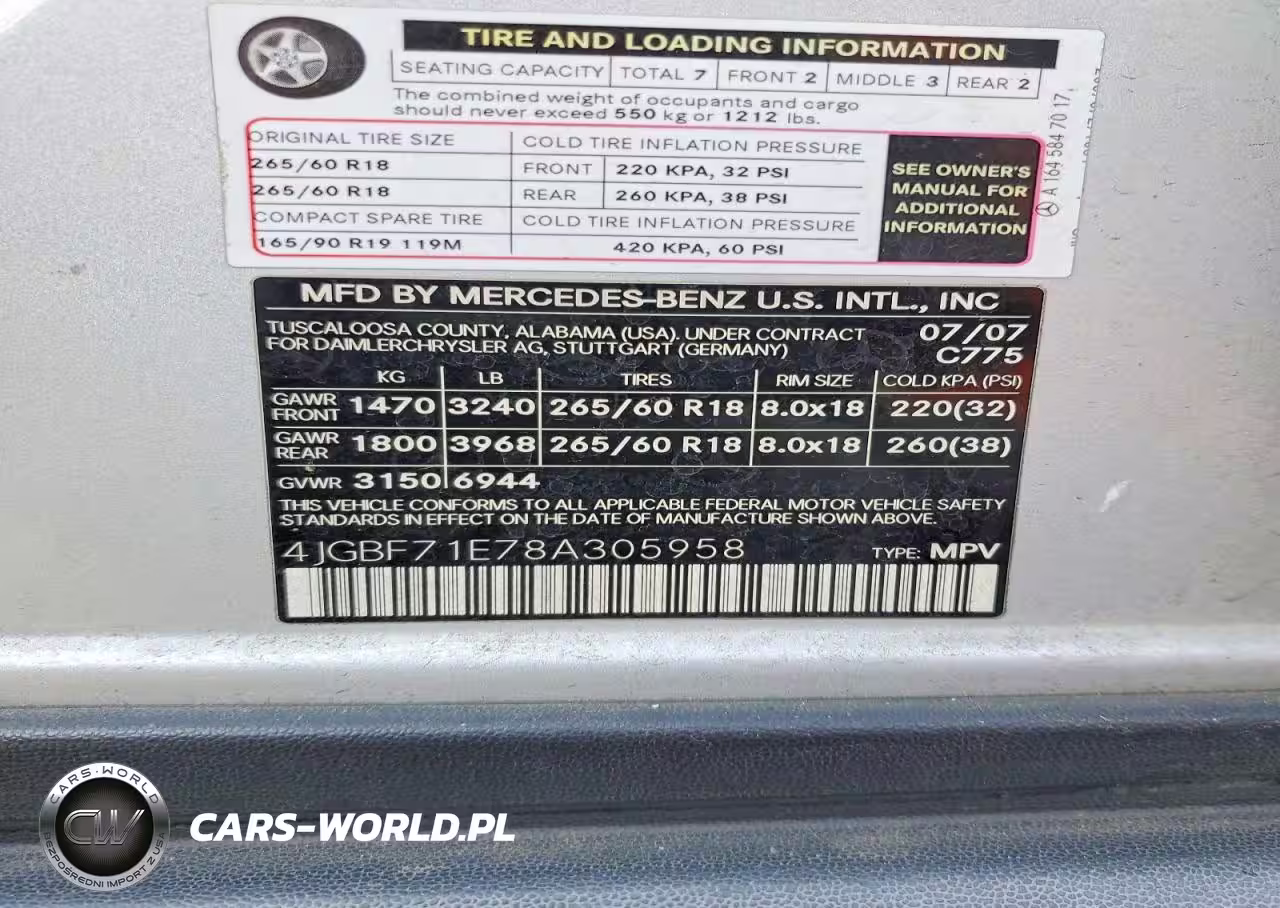 TIRE AND LOADING INFORMATION
SEATING CAPACITY TOTAL 7 FRONT 2 MIDDLE 3 REAR 2
The combined weight of occupants and cargo
should never exceed 550 kg or 1212 lbs.
ORIGINAL TIRE SIZE COLD TIRE INFLATION PRESSURE
265/60 R18 FRONT 220 KPA, 32 PSI
265/60 R18 REAR 260 KPA, 38 PSI
COMPACT SPARE TIRE COLD TIRE INFLATION PRESSURE
165/90 R19 119M 420 KPA, 60 PSI
SEE OWNER'S
MANUAL FOR
ADDITIONAL
INFORMATION
A 164 584 70 17
MFD BY MERCEDES-BENZ U.S. INTL., INC
TUSCALOOSA COUNTY, ALABAMA (USA). UNDER CONTRACT 07/07
FOR DAIMLERCHRYSLER AG, STUTTGART (GERMANY) C775
KG LB TIRES RIM SIZE COLD KPA (PSI)
GAWR FRONT 1470 3240 265/60 R18 8.0x18 220(32)
GAWR REAR 1800 3968 265/60 R18 8.0x18 260(38)
GVWR 3150 6944
THIS VEHICLE CONFORMS TO ALL APPLICABLE FEDERAL MOTOR VEHICLE SAFETY
STANDARDS IN EFFECT ON THE DATE OF MANUFACTURE SHOWN ABOVE.
4JGBF71E78A305958 TYPE: MPV
CARS-WORLD
CW
BEZPOŚREDNI IMPORT Z USA
CARS-WORLD.PL